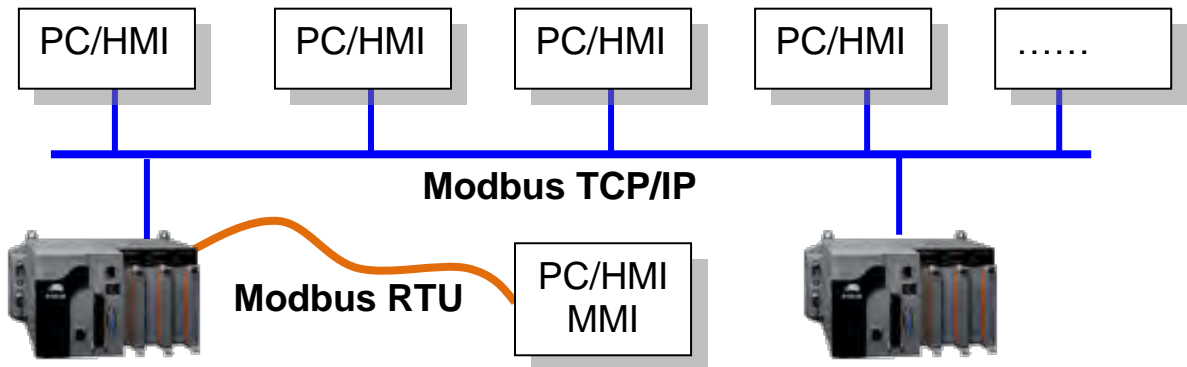 PC/HMI
PC/HMI
PC/HMI
PC/HMI
......
Modbus TCP/IP
Modbus RTU
PC/HMI
MMI